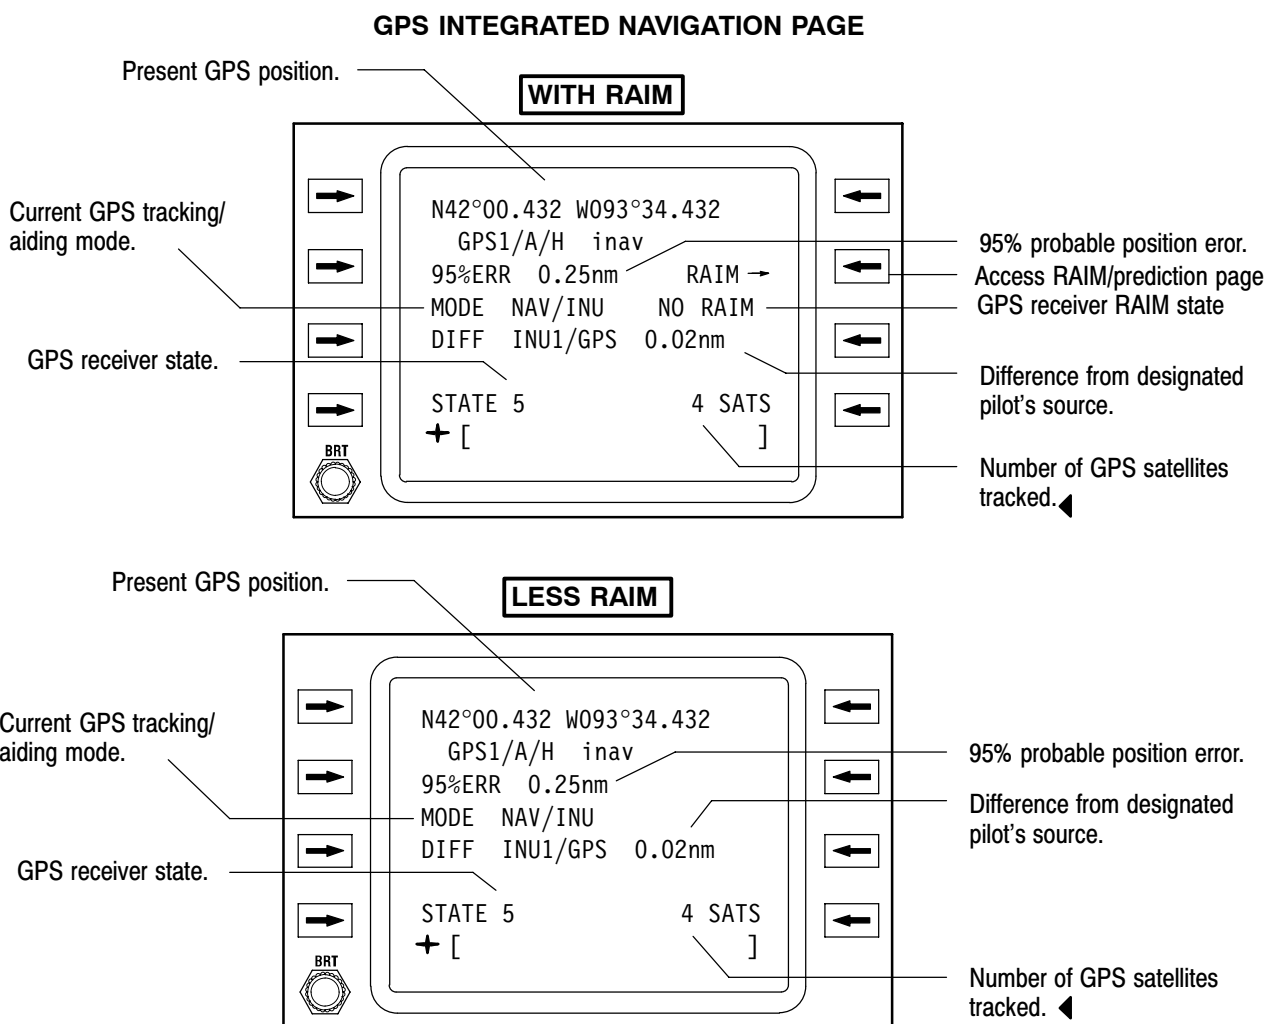 GPS INTEGRATED NAVIGATION PAGE
Present GPS position.
WITH RAIM
Current GPS tracking/
aiding mode.
GPS receiver state.
N42°00.432 W093°34.432
GPS1/A/H inav
95%ERR 0.25nm RAIM→
MODE NAV/INU NO RAIM
DIFF INU1/GPS 0.02nm
STATE 5 4 SATS
[ ]
BRT
95% probable position eror.
Access RAIM/prediction page
GPS receiver RAIM state
Difference from designated
pilot's source.
Number of GPS satellites
tracked.
Present GPS position.
LESS RAIM
Current GPS tracking/
aiding mode.
GPS receiver state.
N42°00.432 W093°34.432
GPS1/A/H inav
95%ERR 0.25nm
MODE NAV/INU
DIFF INU1/GPS 0.02nm
STATE 5 4 SATS
[ ]
BRT
95% probable position error.
Difference from designated
pilot's source.
Number of GPS satellites
tracked.